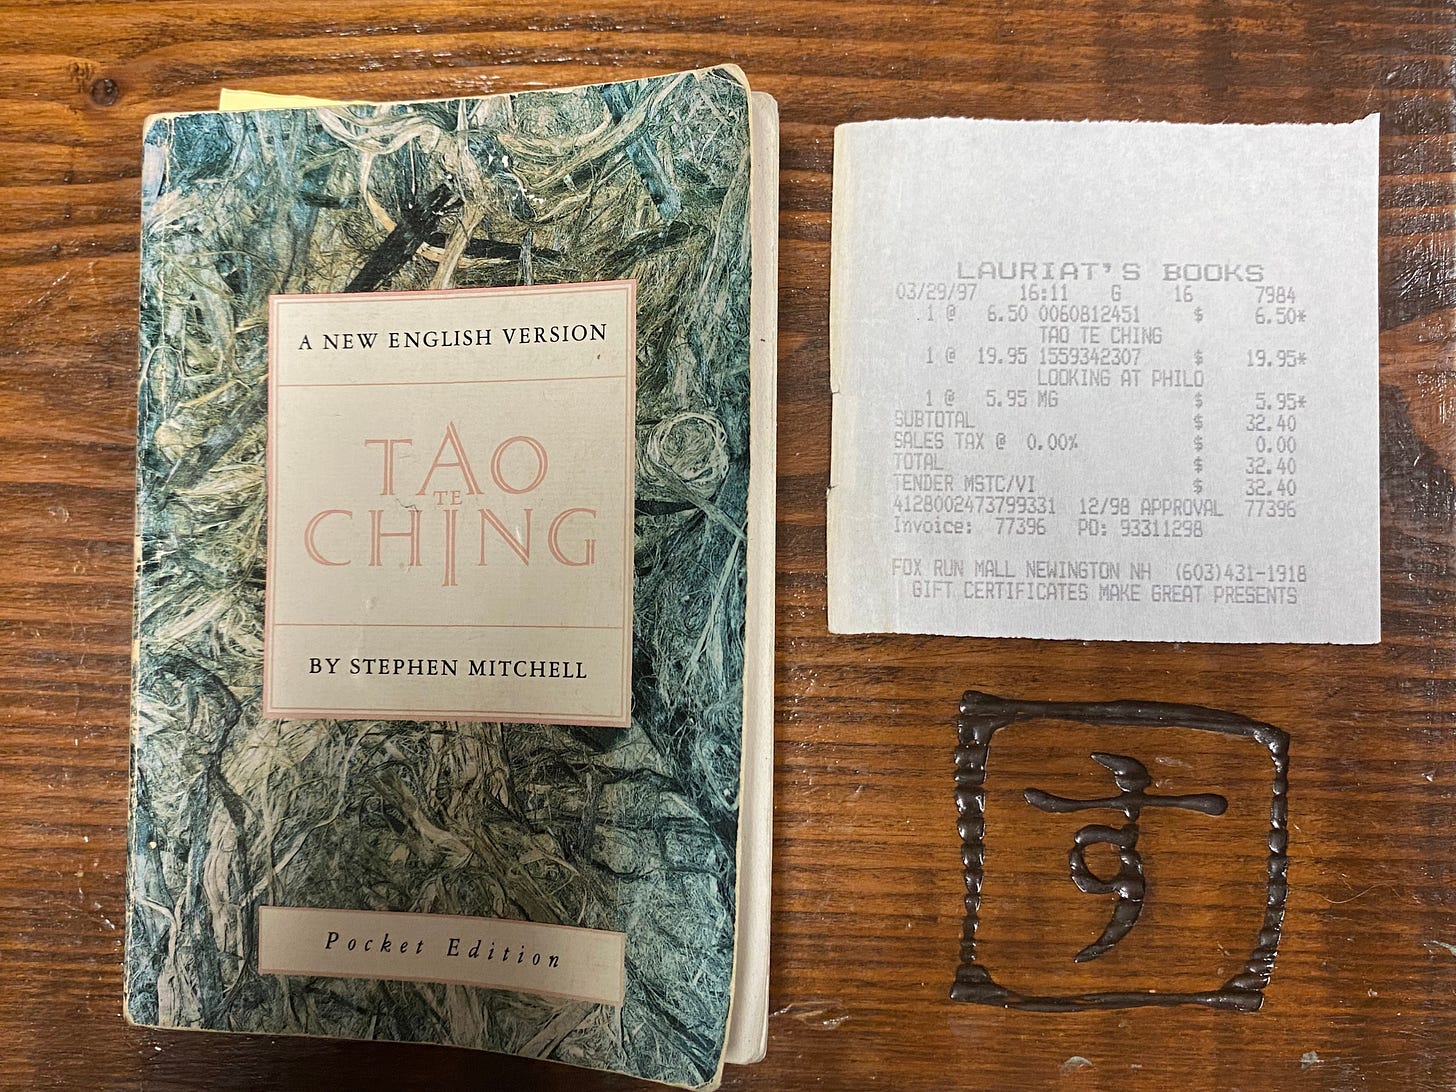 A NEW ENGLISH VERSION
TAO
TE
CHING
BY STEPHEN MITCHELL
Pocket Edition
LAURIAT'S BOOKS
03/29/97 16:11 G 16 7984
1 @ 6.50 0060812451 $ 6.50*
TAO TE CHING
1 @ 19.95 1559342307 $ 19.95*
LOOKING AT PHILO
1 @ 5.95 MG $ 5.95*
SUBTOTAL $ 32.40
SALES TAX @ 0.00% $ 0.00
TOTAL $ 32.40
TENDER MSTC/VI $ 32.40
4128002473799331 12/98 APPROVAL 77396
Invoice: 77396 PO: 93311298
FOX RUN MALL NEWINGTON NH (603)431-1918
GIFT CERTIFICATES MAKE GREAT PRESENTS
す